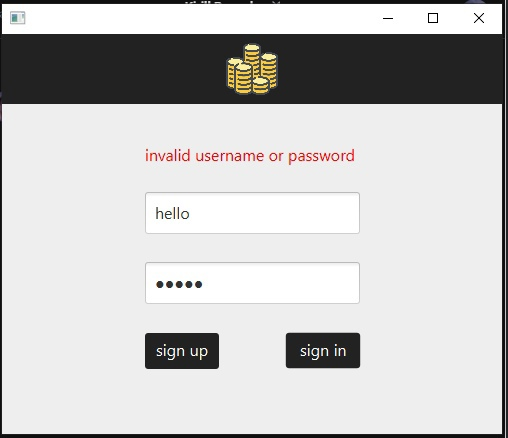 invalid username or password
hello
●●●●●
sign up
sign in